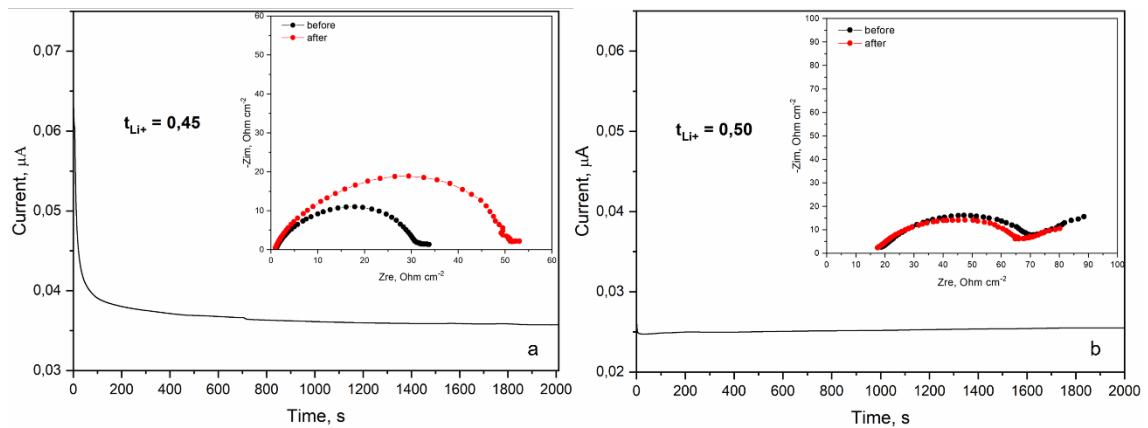 0,07
0,06
0,05
0,04
0,03
Current, µA
0 200 400 600 800 1000 1200 1400 1600 1800 2000
Time, s
t_Li+ = 0,45
a
60
50
40
30
20
10
0
-Zim, Ohm cm⁻²
0 10 20 30 40 50 60
Zre, Ohm cm⁻²
before
after
0,06
0,05
0,04
0,03
0,02
Current, µA
0 200 400 600 800 1000 1200 1400 1600 1800 2000
Time, s
t_Li+ = 0,50
b
100
90
80
70
60
50
40
30
20
10
0
-Zim, Ohm cm⁻²
0 10 20 30 40 50 60 70 80 90 100
Zre, Ohm cm⁻²
before
after